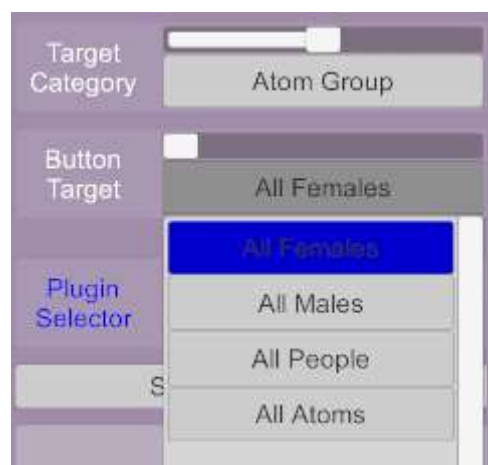 Target
Category
Atom Group
Button
Target
All Females
All Females
Plugin
Selector
All Males
All People
S
All Atoms